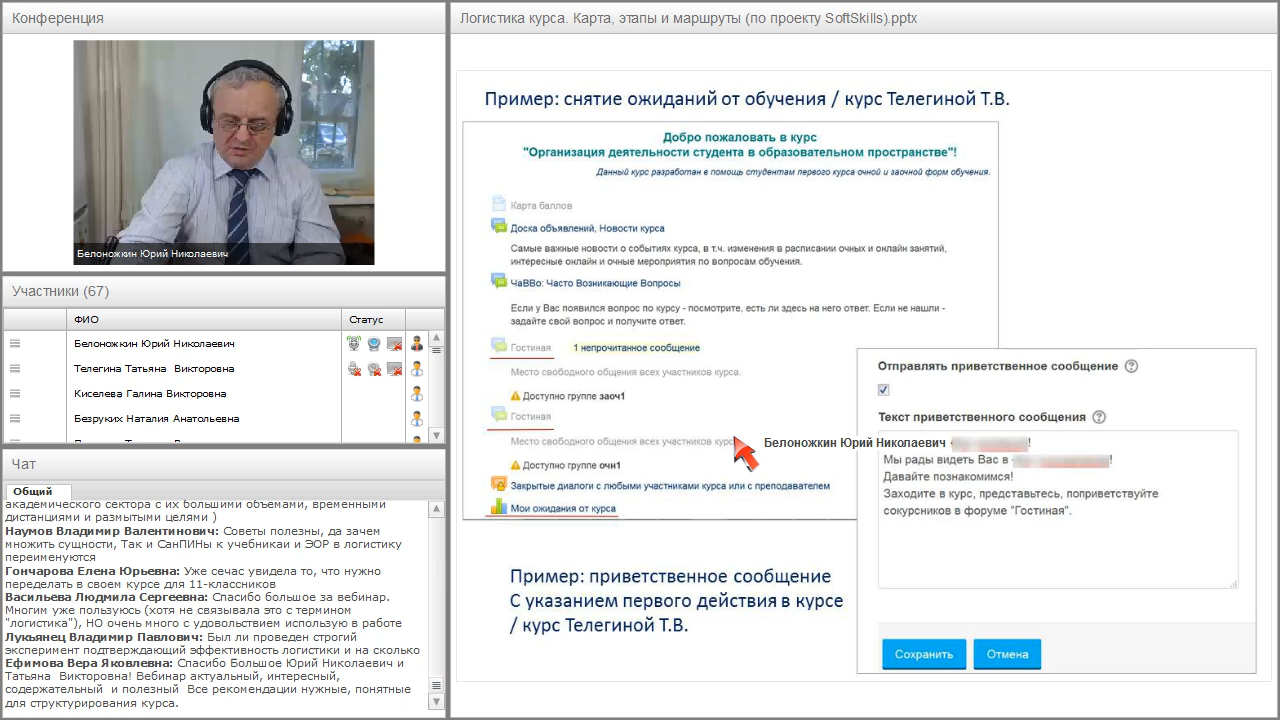 Конференция
Белоножкин Юрий Николаевич
Участники (67)
ФИО
Статус
Белоножкин Юрий Николаевич
Телегина Татьяна Викторовна
Киселева Галина Викторовна
Безруких Наталия Анатольевна
Чат
Общий
академического сектора с их большими объемами, временными
дистанциями и размытыми целями )
Наумов Владимир Валентинович: Советы полезны, да зачем
множить сущности, Так и СанПИНы к учебникаи и ЭОР в логистику
переименуются
Гончарова Елена Юрьевна: Уже сечас увидела то, что нужно
переделать в своем курсе для 11-классников
Васильева Людмила Сергеевна: Спасибо большое за вебинар.
Многим уже пользуюсь (хотя не связывала это с термином
"логистика"), НО очень много с удовольствием использую в работе
Лукьянец Владимир Павлович: Был ли проведен строгий
эксперимент подтверждающий эффективность логистики и на сколько
Ефимова Вера Яковлевна: Спасибо Большое Юрий Николаевич и
Татьяна Викторовна! Вебинар актуальный, интересный,
содержательный и полезный Все рекомендации нужные, понятные
для структурирования курса.
Логистика курса. Карта, этапы и маршруты (по проекту SoftSkills).pptx
Пример: снятие ожиданий от обучения / курс Телегиной Т.В.
Добро пожаловать в курс
"Организация деятельности студента в образовательном пространстве"!
Данный курс разработан в помощь студентам первого курса очной и заочной форм обучения.
Карта баллов
Доска объявлений, Новости курса
Самые важные новости о событиях курса, в т.ч. изменения в расписании очных и онлайн занятий,
интересные онлайн и очные мероприятия по вопросам обучения.
ЧаВВо: Часто Возникающие Вопросы
Если у Вас появился вопрос по курсу - посмотрите, есть ли здесь на него ответ. Если не нашли -
задайте свой вопрос и получите ответ.
Гостиная 1 непрочитанное сообщение
Место свободного общения всех участников курса.
Доступно группе заоч1
Гостиная
Место свободного общения всех участников курса
Доступно группе очн1
Закрытые диалоги с любыми участниками курса или с преподавателем
Мои ожидания от курса
Белоножкин Юрий Николаевич
Отправлять приветственное сообщение
Текст приветственного сообщения
!
Мы рады видеть Вас в !
Давайте познакомимся!
Заходите в курс, представьтесь, поприветствуйте
сокурсников в форуме "Гостиная".
Сохранить Отмена
Пример: приветственное сообщение
С указанием первого действия в курсе
/ курс Телегиной Т.В.